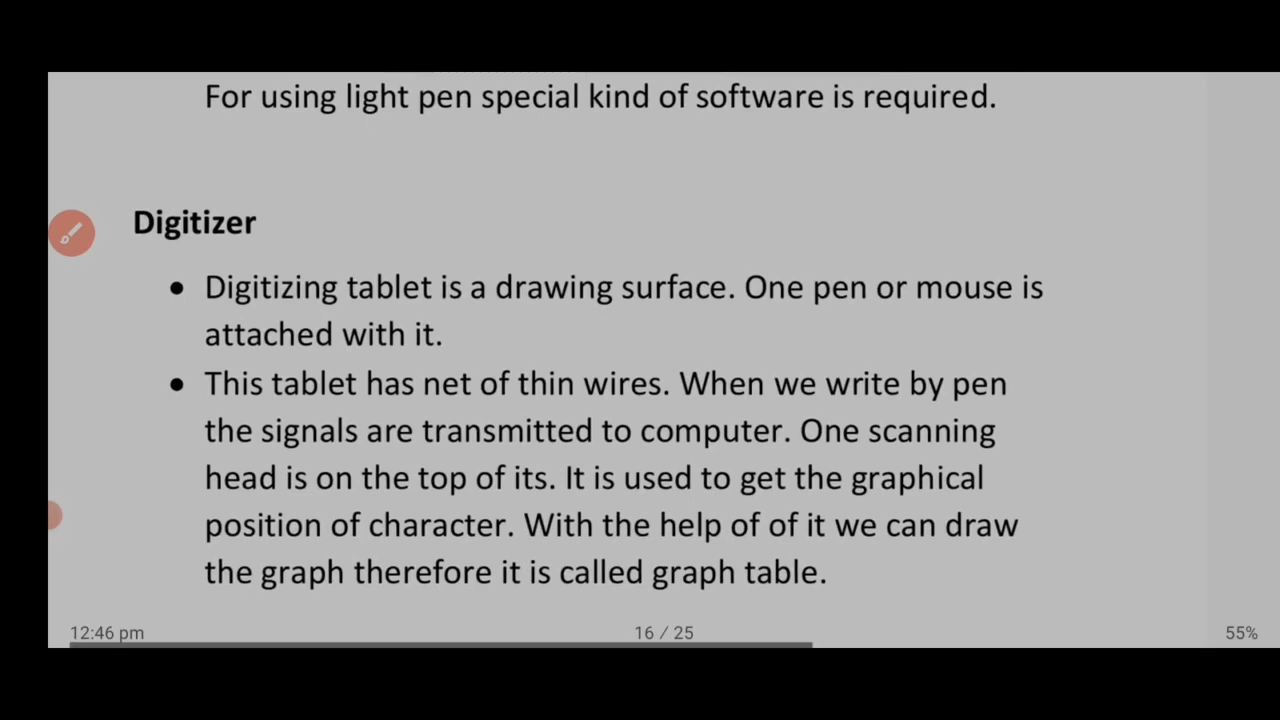 For using light pen special kind of software is required.
Digitizer
• Digitizing tablet is a drawing surface. One pen or mouse is
attached with it.
• This tablet has net of thin wires. When we write by pen
the signals are transmitted to computer. One scanning
head is on the top of its. It is used to get the graphical
position of character. With the help of of it we can draw
the graph therefore it is called graph table.
12:46 pm 16 / 25 55%